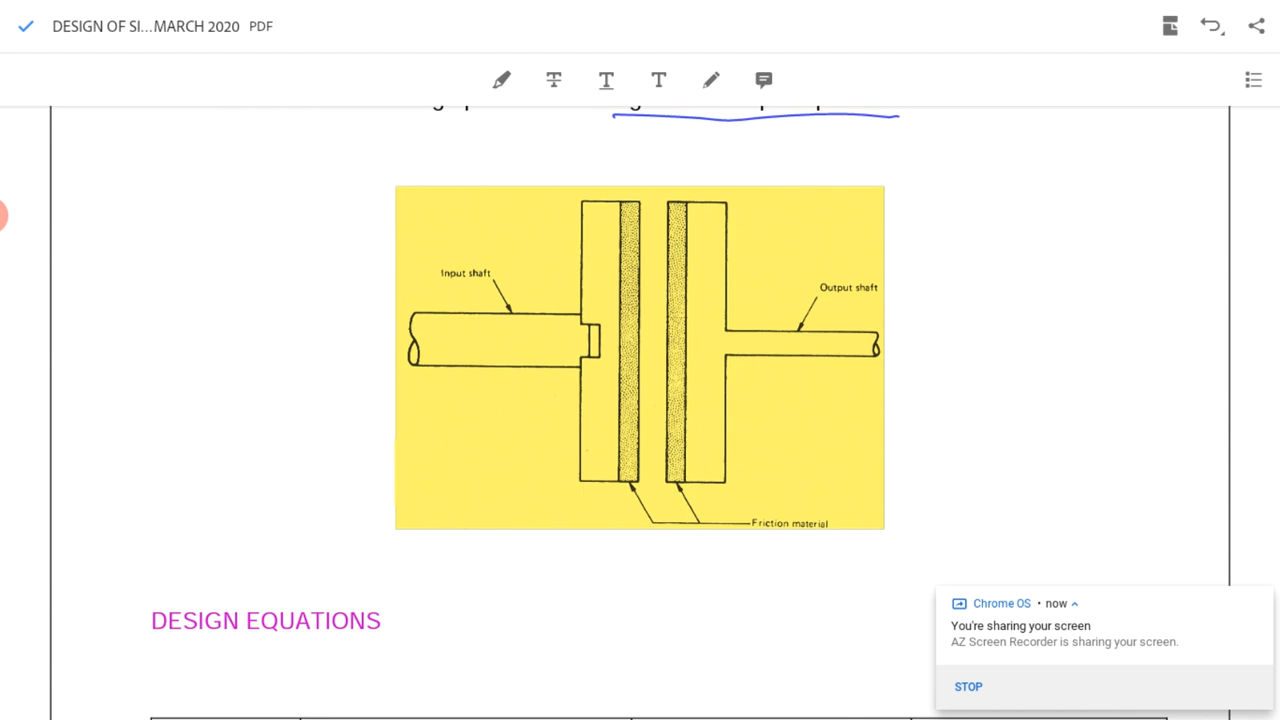 DESIGN OF SI...MARCH 2020 PDF
Input shaft
Output shaft
Friction material
DESIGN EQUATIONS
Chrome OS • now
You're sharing your screen
AZ Screen Recorder is sharing your screen.
STOP